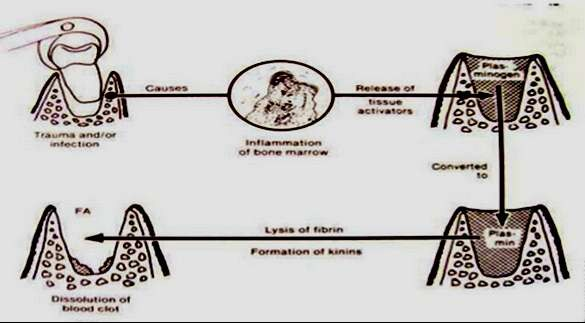 Causes
Release of
tissue
activators
Plas-
minogen
Trauma and/or
infection
Inflammation
of bone marrow
Converted
to
FA
Lysis of fibrin
Formation of kinins
Plas-
min
Dissolution of
blood clot